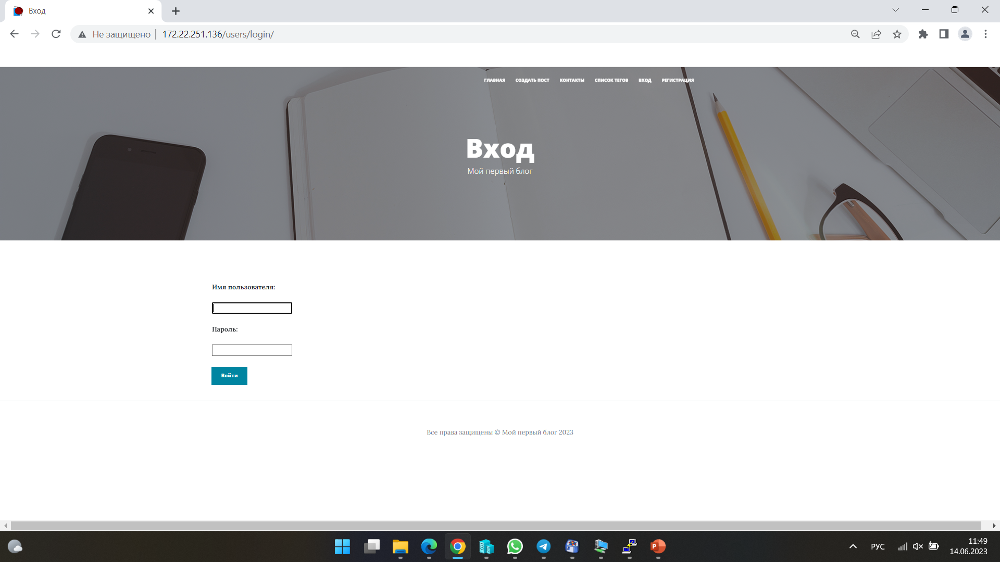 Вход
Не защищено | 172.22.251.136/users/login/
ГЛАВНАЯ СОЗДАТЬ ПОСТ КОНТАКТЫ СПИСОК ТЕГОВ ВХОД РЕГИСТРАЦИЯ
Вход
Мой первый блог
Имя пользователя:
Пароль:
Войти
Все права защищены © Мой первый блог 2023
РУС
11:49
14.06.2023